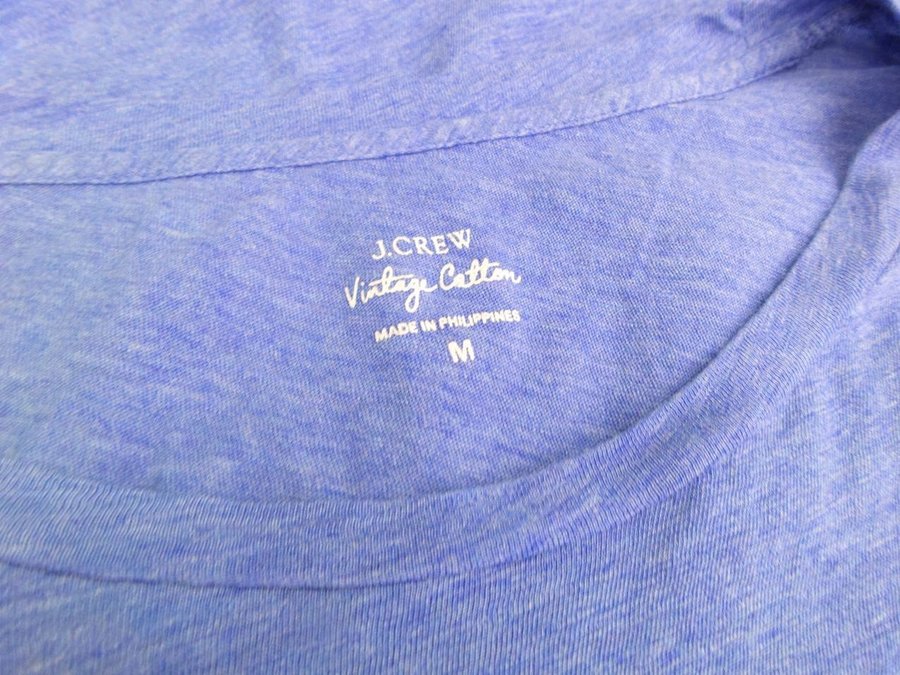 J.CREW
Vintage Cotton
MADE IN PHILIPPINES
M